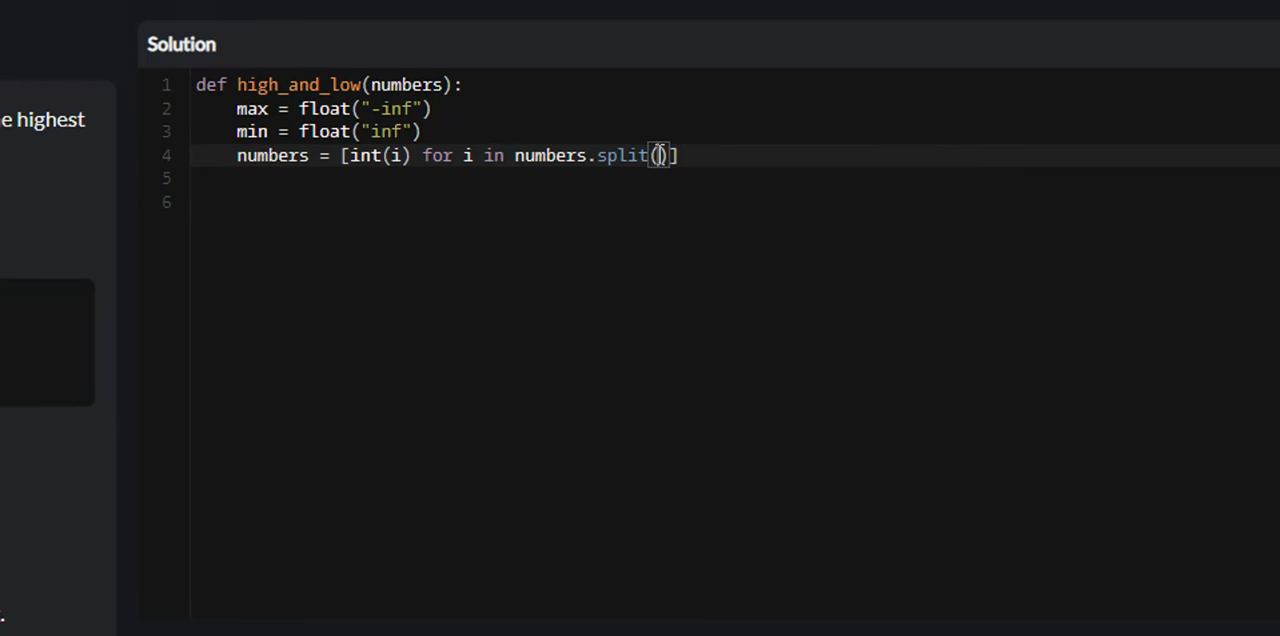 Solution
e highest
1 def high_and_low(numbers):
2 max = float("-inf")
3 min = float("inf")
4 numbers = [int(i) for i in numbers.split()]
5
6
.